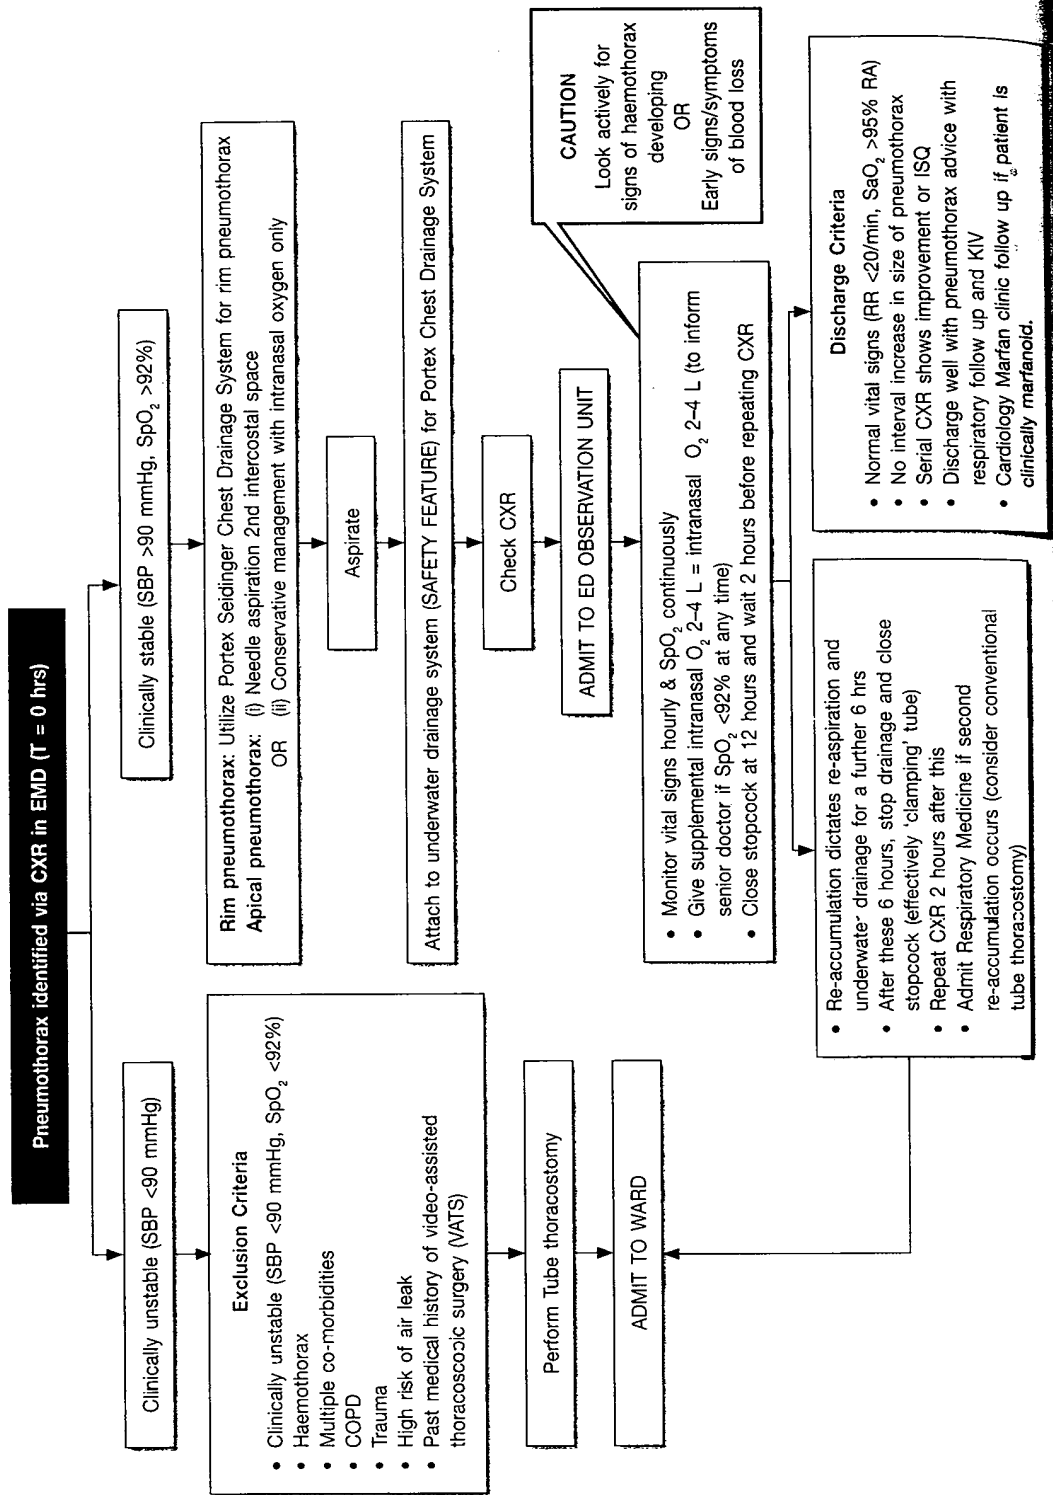 Pneumothorax identified via CXR in EMD (T = 0 hrs)
Clinically unstable (SBP <90 mmHg)
Exclusion Criteria
• Clinically unstable (SBP <90 mmHg, SpO₂ <92%)
• Haemothorax
• Multiple co-morbidities
• COPD
• Trauma
• High risk of air leak
• Past medical history of video-assisted
thoracoscopic surgery (VATS)
Perform Tube thoracostomy
ADMIT TO WARD
Clinically stable (SBP >90 mmHg, SpO₂ >92%)
Rim pneumothorax: Utilize Portex Seidinger Chest Drainage System for rim pneumothorax
Apical pneumothorax: (i) Needle aspiration 2nd intercostal space
OR (ii) Conservative management with intranasal oxygen only
Aspirate
Attach to underwater drainage system (SAFETY FEATURE) for Portex Chest Drainage System
Check CXR
ADMIT TO ED OBSERVATION UNIT
• Monitor vital signs hourly & SpO₂ continuously
• Give supplemental intranasal O₂ 2–4 L = intranasal O₂ 2–4 L (to inform
senior doctor if SpO₂ <92% at any time)
• Close stopcock at 12 hours and wait 2 hours before repeating CXR
CAUTION
Look actively for
signs of haemothorax
developing
OR
Early signs/symptoms
of blood loss
• Re-accumulation dictates re-aspiration and
underwater drainage for a further 6 hrs
• After these 6 hours, stop drainage and close
stopcock (effectively ‘clamping’ tube)
• Repeat CXR 2 hours after this
• Admit Respiratory Medicine if second
re-accumulation occurs (consider conventional
tube thoracostomy)
Discharge Criteria
• Normal vital signs (RR <20/min, SaO₂ >95% RA)
• No interval increase in size of pneumothorax
• Serial CXR shows improvement or ISQ
• Discharge well with pneumothorax advice with
respiratory follow up and KIV
• Cardiology Marfan clinic follow up if patient is
clinically marfanoid.